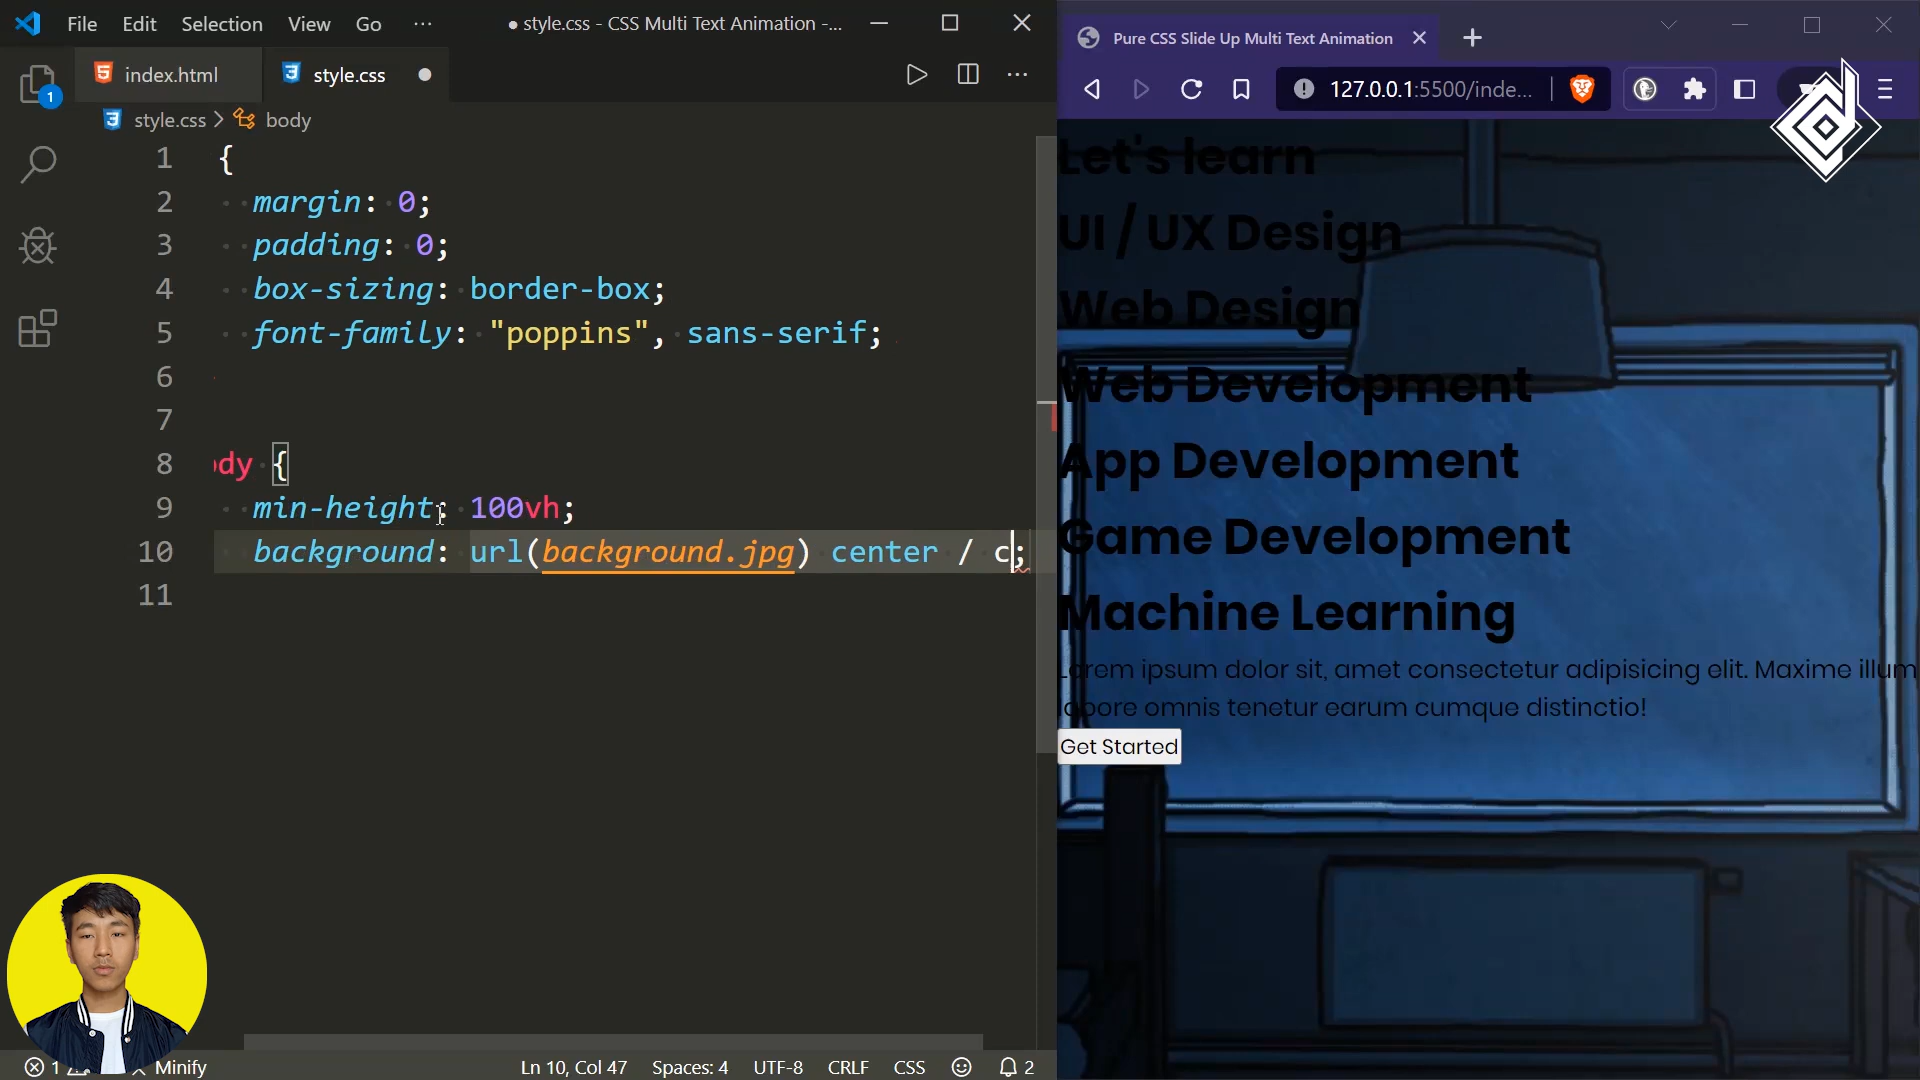 File Edit Selection View Go ···
● style.css - CSS Multi Text Animation -...
index.html
style.css ●
style.css > body
1 {
2 margin: 0;
3 padding: 0;
4 box-sizing: border-box;
5 font-family: "poppins", sans-serif;
6
7
8 ody {
9 min-height: 100vh;
10 background: url(background.jpg) center / c;
11
1
1
Minify
Ln 10, Col 47
Spaces: 4
UTF-8
CRLF
CSS
2
Pure CSS Slide Up Multi Text Animation
127.0.0.1:5500/inde...
Let's learn
UI / UX Design
Web Design
Web Development
App Development
Game Development
Machine Learning
Lorem ipsum dolor sit, amet consectetur adipisicing elit. Maxime illum
labore omnis tenetur earum cumque distinctio!
Get Started